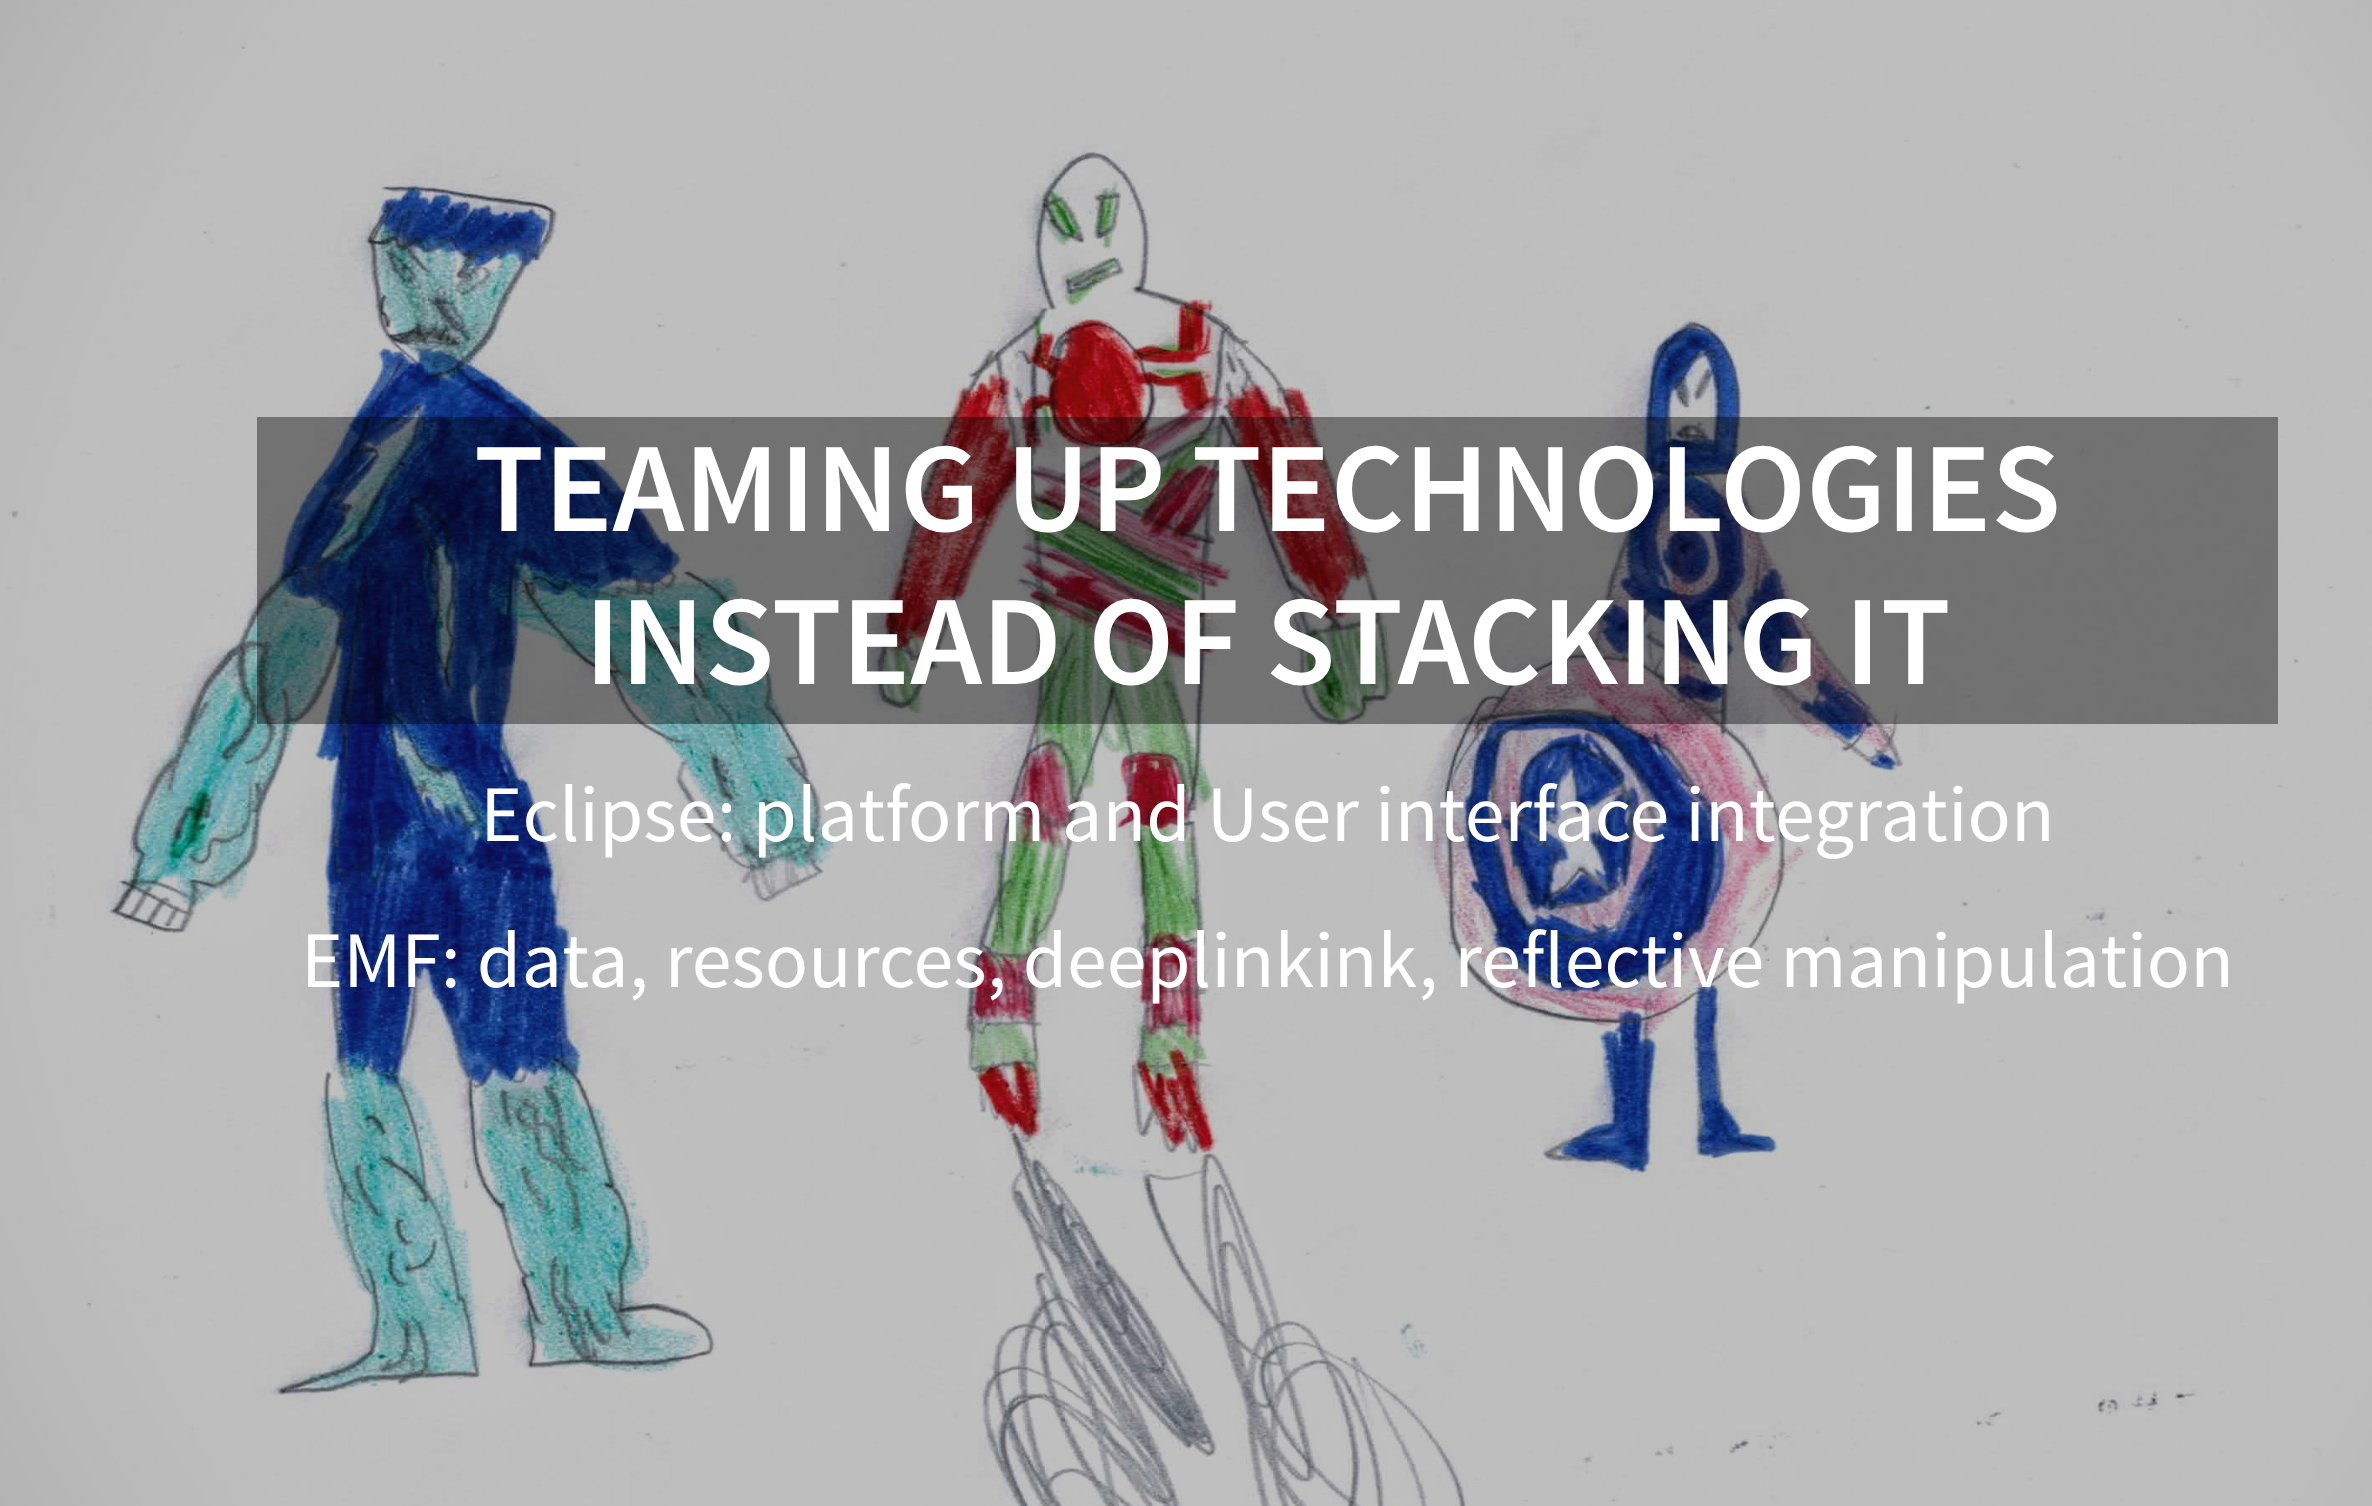 TEAMING UP TECHNOLOGIES
INSTEAD OF STACKING IT
Eclipse: platform and User interface integration
EMF: data, resources, deeplinkink, reflective manipulation